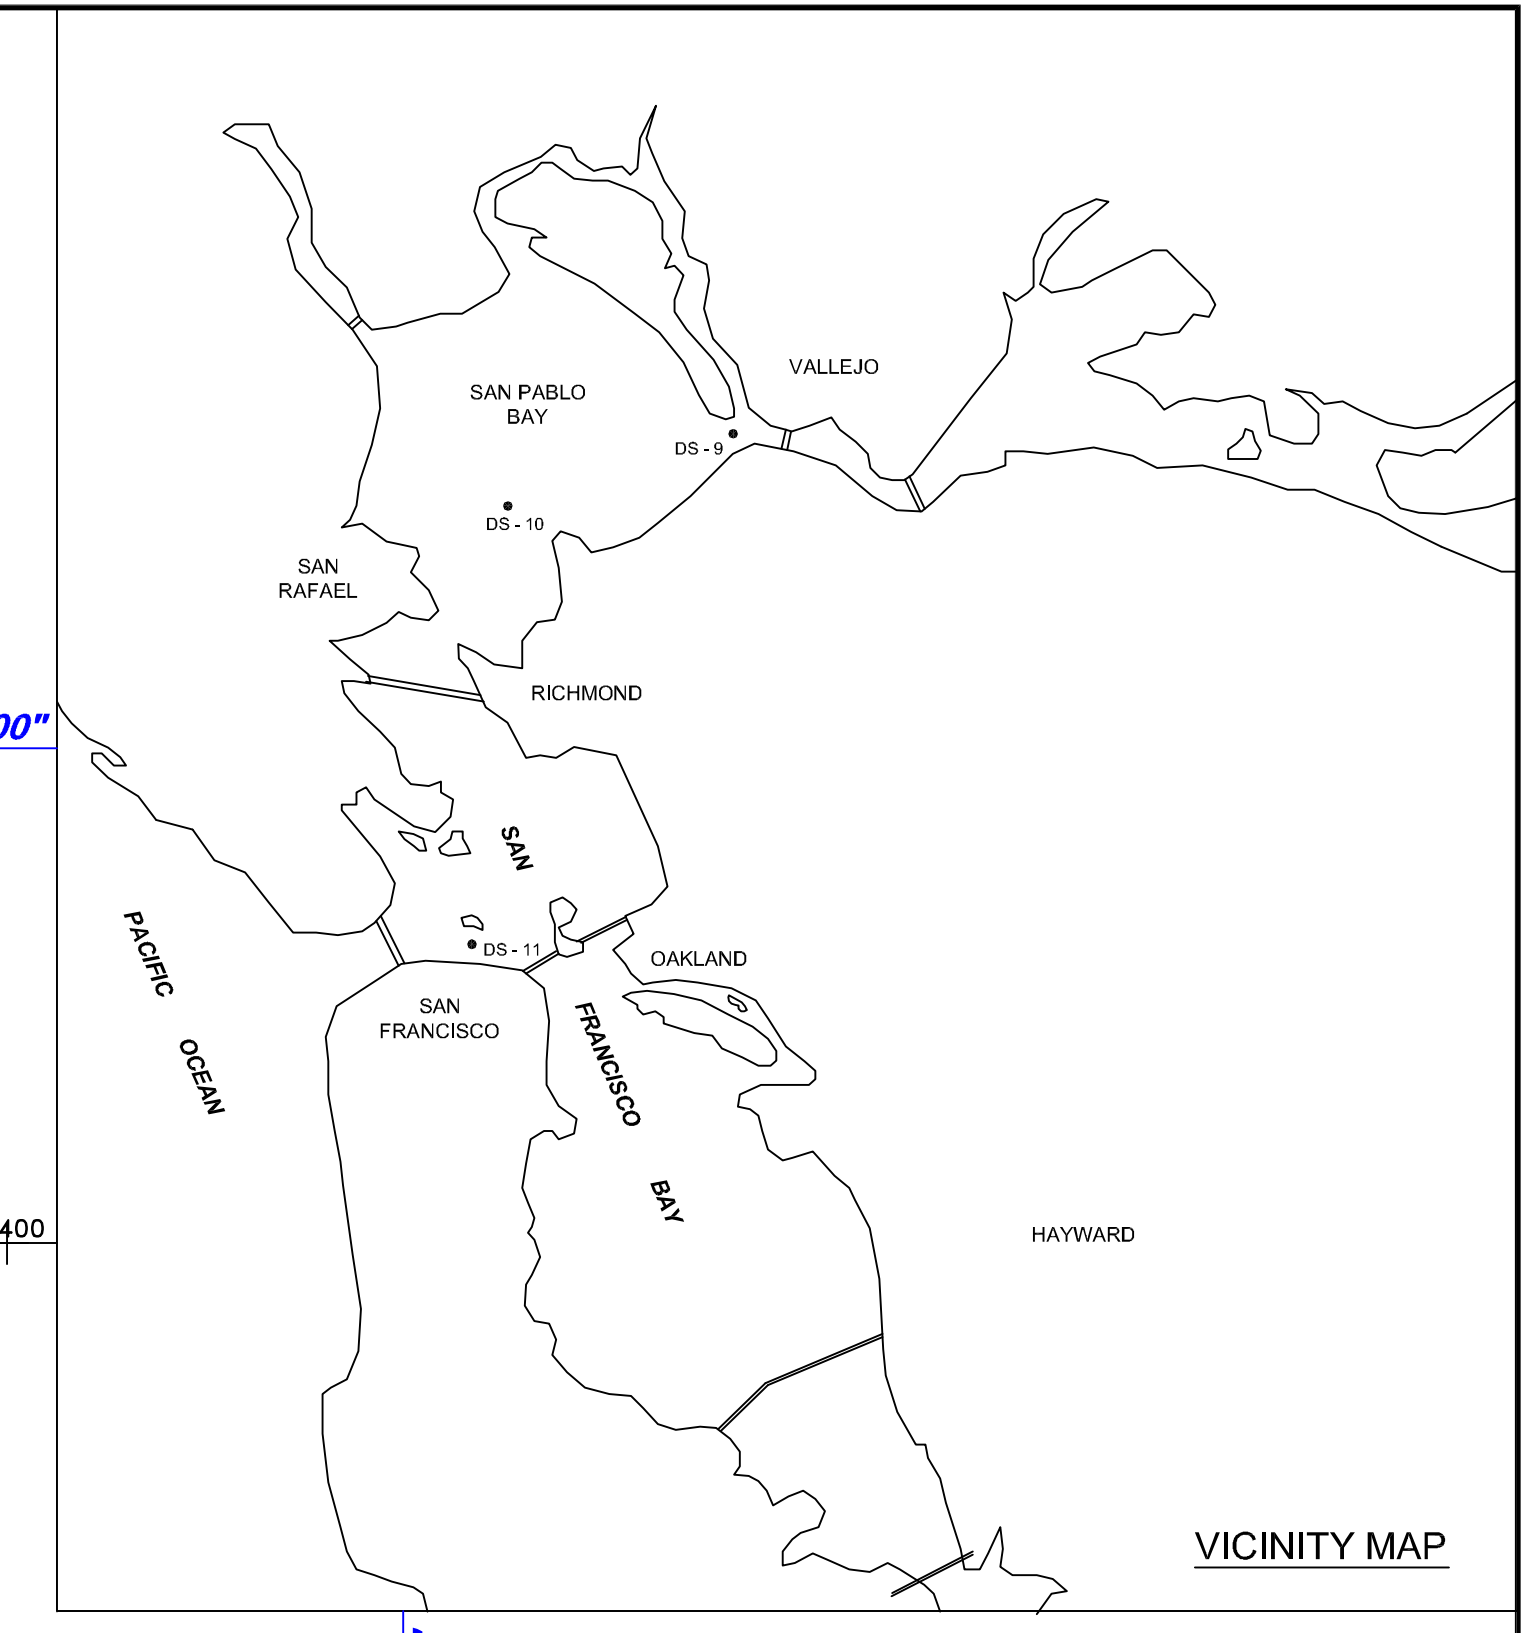 VALLEJO
SAN PABLO
BAY
DS - 9
DS - 10
SAN
RAFAEL
RICHMOND
00"
SAN
PACIFIC
DS - 11
OAKLAND
SAN
FRANCISCO
FRANCISCO
OCEAN
BAY
400
HAYWARD
VICINITY MAP